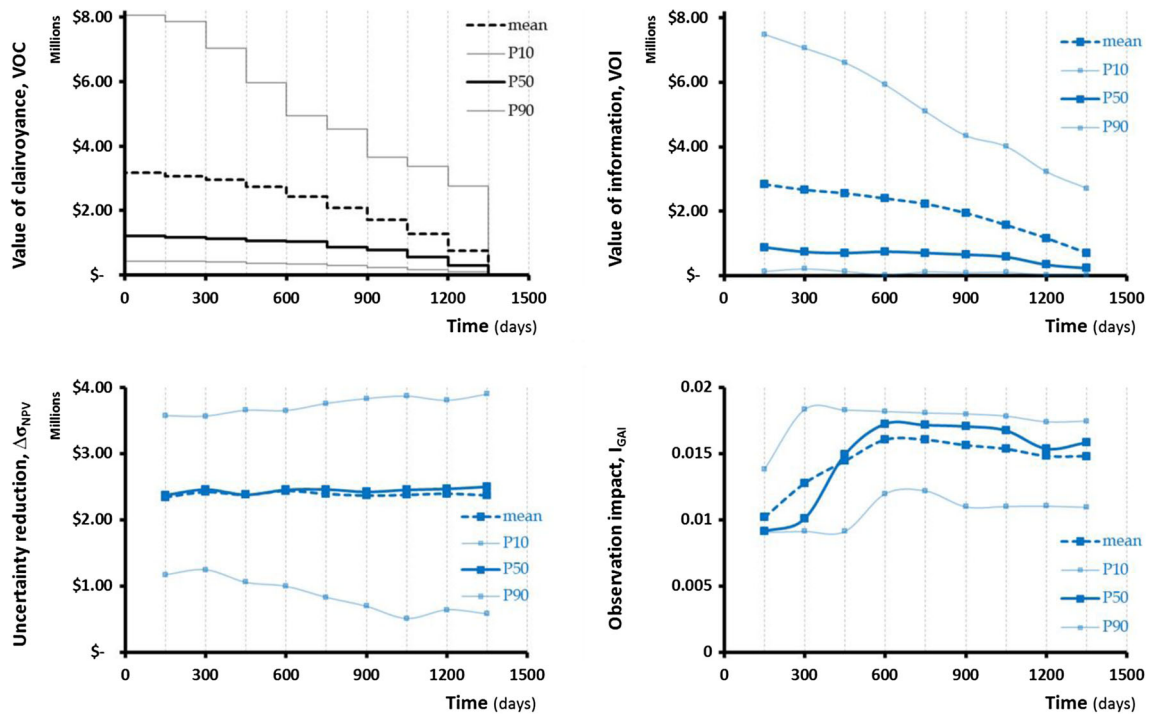 Value of clairvoyance, VOC
Millions
$8.00
$6.00
$4.00
$2.00
$-
0
300
600
900
1200
1500
Time (days)
mean
P10
P50
P90
Value of information, VOI
Millions
$8.00
$6.00
$4.00
$2.00
$-
0
300
600
900
1200
1500
Time (days)
mean
P10
P50
P90
Uncertainty reduction, ΔσNPV
Millions
$4.00
$3.00
$2.00
$1.00
$-
0
300
600
900
1200
1500
Time (days)
mean
P10
P50
P90
Observation impact, IGAI
0.02
0.015
0.01
0.005
0
0
300
600
900
1200
1500
Time (days)
mean
P10
P50
P90